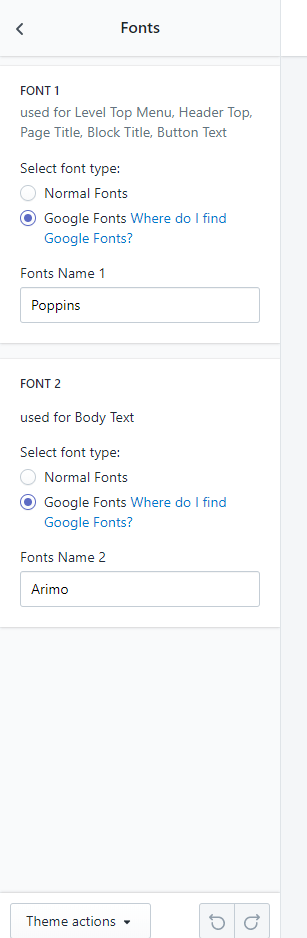 Fonts
FONT 1
used for Level Top Menu, Header Top,
Page Title, Block Title, Button Text
Select font type:
Normal Fonts
Google Fonts Where do I find
Google Fonts?
Fonts Name 1
Poppins
FONT 2
used for Body Text
Select font type:
Normal Fonts
Google Fonts Where do I find
Google Fonts?
Fonts Name 2
Arimo
Theme actions